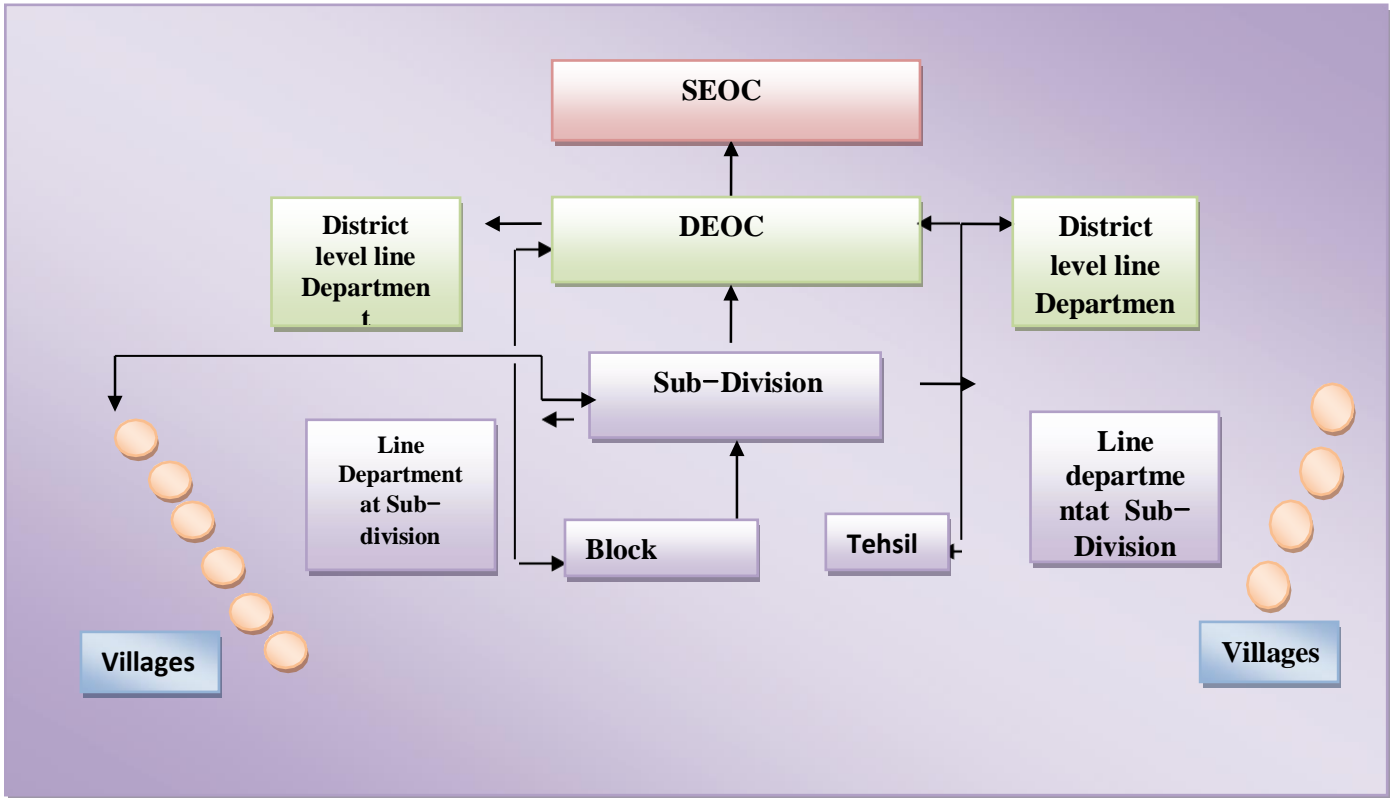 SEOC
District
level line
Departmen
t
DEOC
District
level line
Departmen
Sub−Division
Line
Department
at Sub−
division
Line
departme
ntat Sub−
Division
Block
Tehsil
Villages
Villages